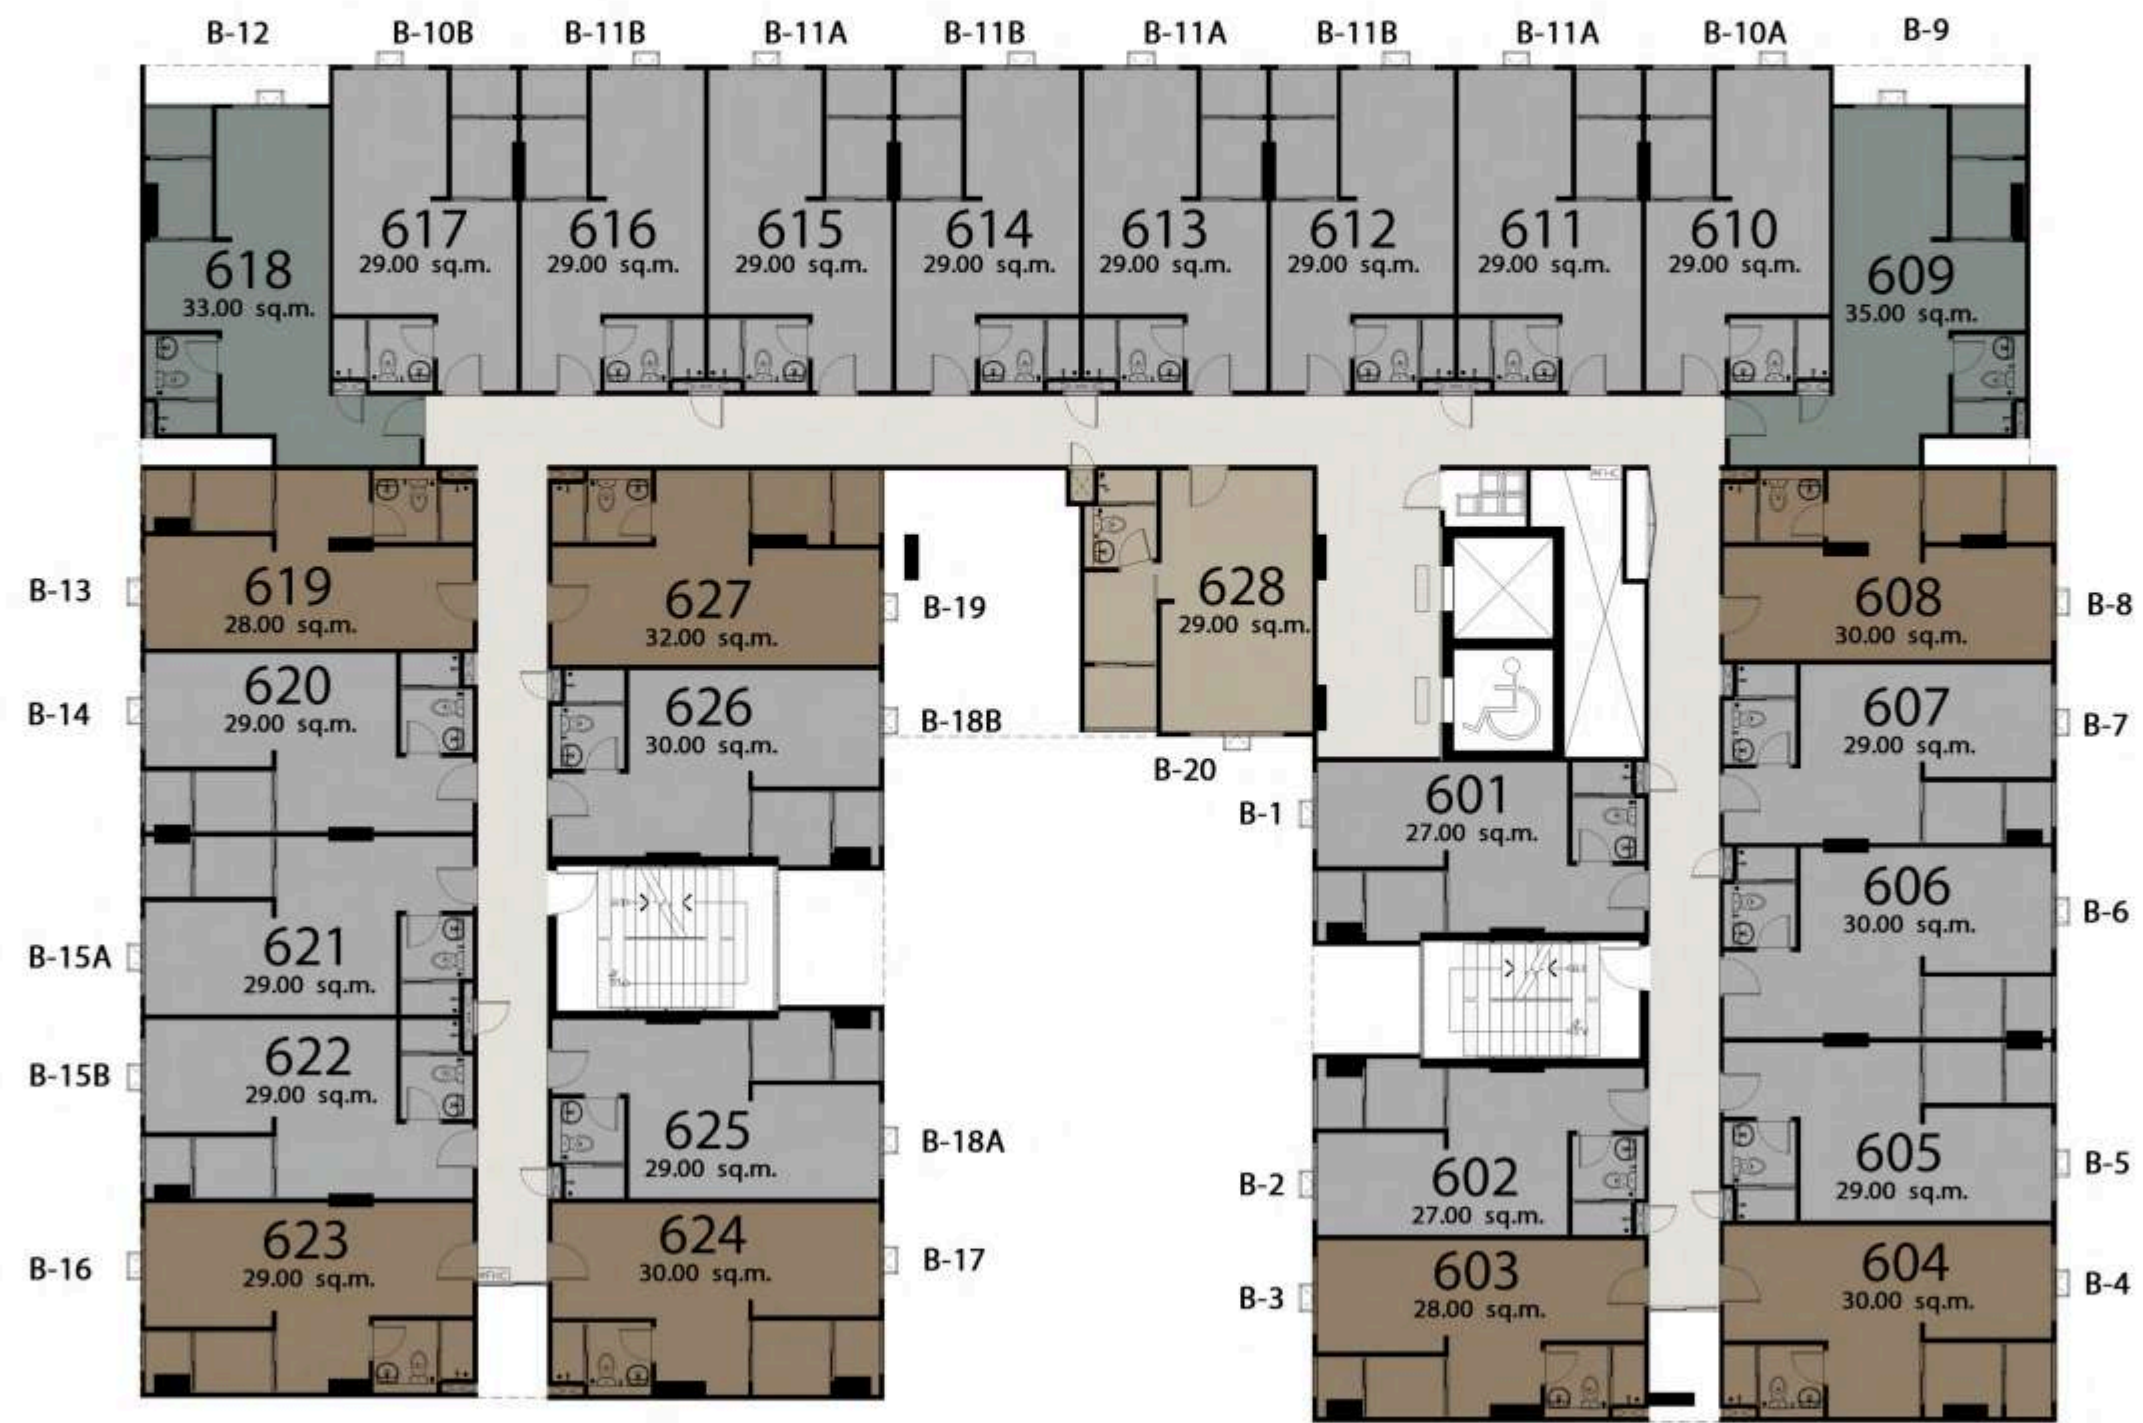 B-12
B-10B
B-11B
B-11A
B-11B
B-11A
B-11B
B-11A
B-10A
B-9
617
29.00 sq.m.
616
29.00 sq.m.
615
29.00 sq.m.
614
29.00 sq.m.
613
29.00 sq.m.
612
29.00 sq.m.
611
29.00 sq.m.
610
29.00 sq.m.
618
33.00 sq.m.
609
35.00 sq.m.
B-13
619
28.00 sq.m.
627
32.00 sq.m.
B-19
628
29.00 sq.m.
B-20
608
30.00 sq.m.
B-8
B-14
620
29.00 sq.m.
626
30.00 sq.m.
B-18B
607
29.00 sq.m.
B-7
B-1
601
27.00 sq.m.
606
30.00 sq.m.
B-6
B-15A
621
29.00 sq.m.
B-15B
622
29.00 sq.m.
625
29.00 sq.m.
B-18A
B-2
602
27.00 sq.m.
605
29.00 sq.m.
B-5
B-16
623
29.00 sq.m.
624
30.00 sq.m.
B-17
B-3
603
28.00 sq.m.
604
30.00 sq.m.
B-4